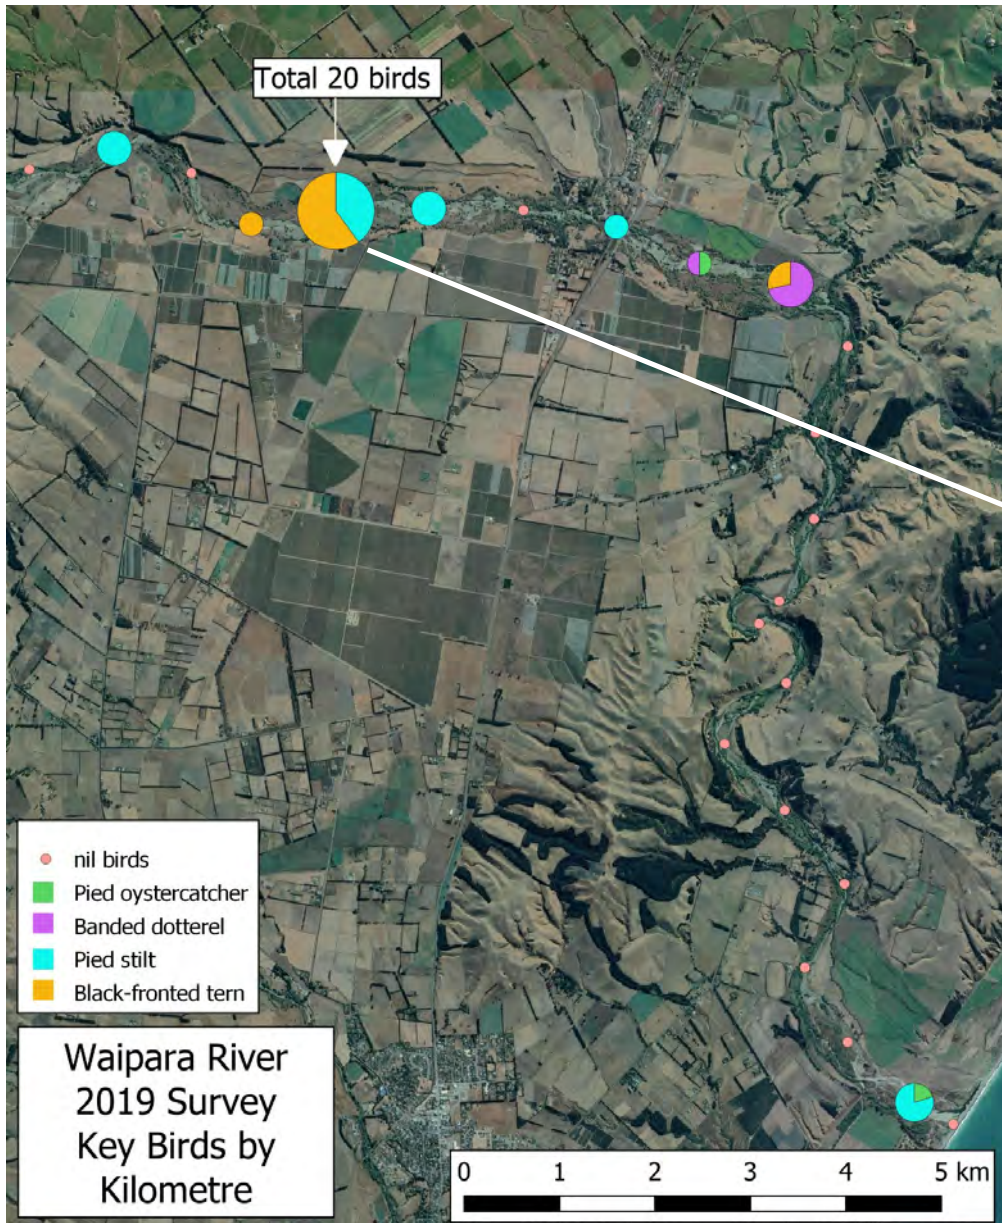 Total 20 birds
nil birds
Pied oystercatcher
Banded dotterel
Pied stilt
Black-fronted tern
Waipara River
2019 Survey
Key Birds by
Kilometre
0 1 2 3 4 5 km